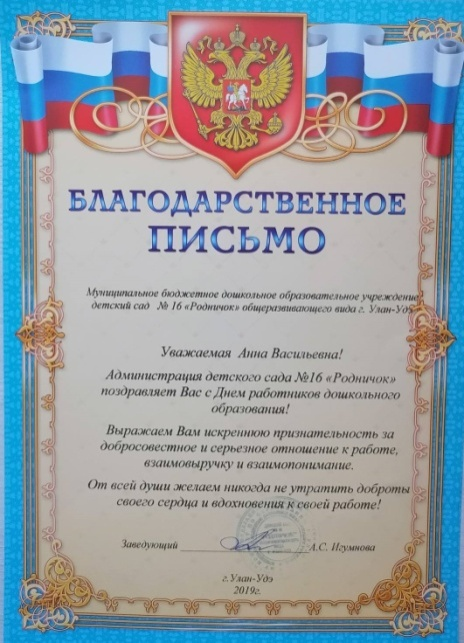 БЛАГОДАРСТВЕННОЕ
ПИСЬМО
Муниципальное бюджетное дошкольное образовательное учреждение
детский сад № 16 «Родничок» общеразвивающего вида г. Улан-Удэ
Уважаемая Анна Васильевна!
Администрация детского сада №16 «Родничок»
поздравляет Вас с Днем работников дошкольного
образования!
Выражаем Вам искреннюю признательность за
добросовестное и серьезное отношение к работе,
взаимовыручку и взаимопонимание.
От всей души желаем никогда не утратить доброты
своего сердца и вдохновения к своей работе!
Заведующий А.С. Игумнова
г.Улан-Удэ
2019г.